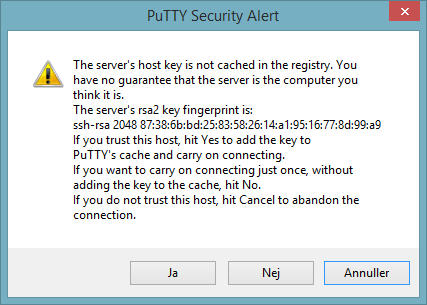 PuTTY Security Alert
The server's host key is not cached in the registry. You
have no guarantee that the server is the computer you
think it is.
The server's rsa2 key fingerprint is:
ssh-rsa 2048 87:38:6b:bd:25:83:58:26:14:a1:95:16:77:8d:99:a9
If you trust this host, hit Yes to add the key to
PuTTY's cache and carry on connecting.
If you want to carry on connecting just once, without
adding the key to the cache, hit No.
If you do not trust this host, hit Cancel to abandon the
connection.
Ja
Nej
Annuller